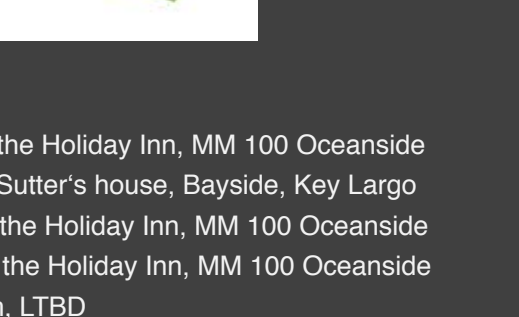 the Holiday Inn, MM 100 Oceanside
Sutter‘s house, Bayside, Key Largo
the Holiday Inn, MM 100 Oceanside
the Holiday Inn, MM 100 Oceanside
LTBD